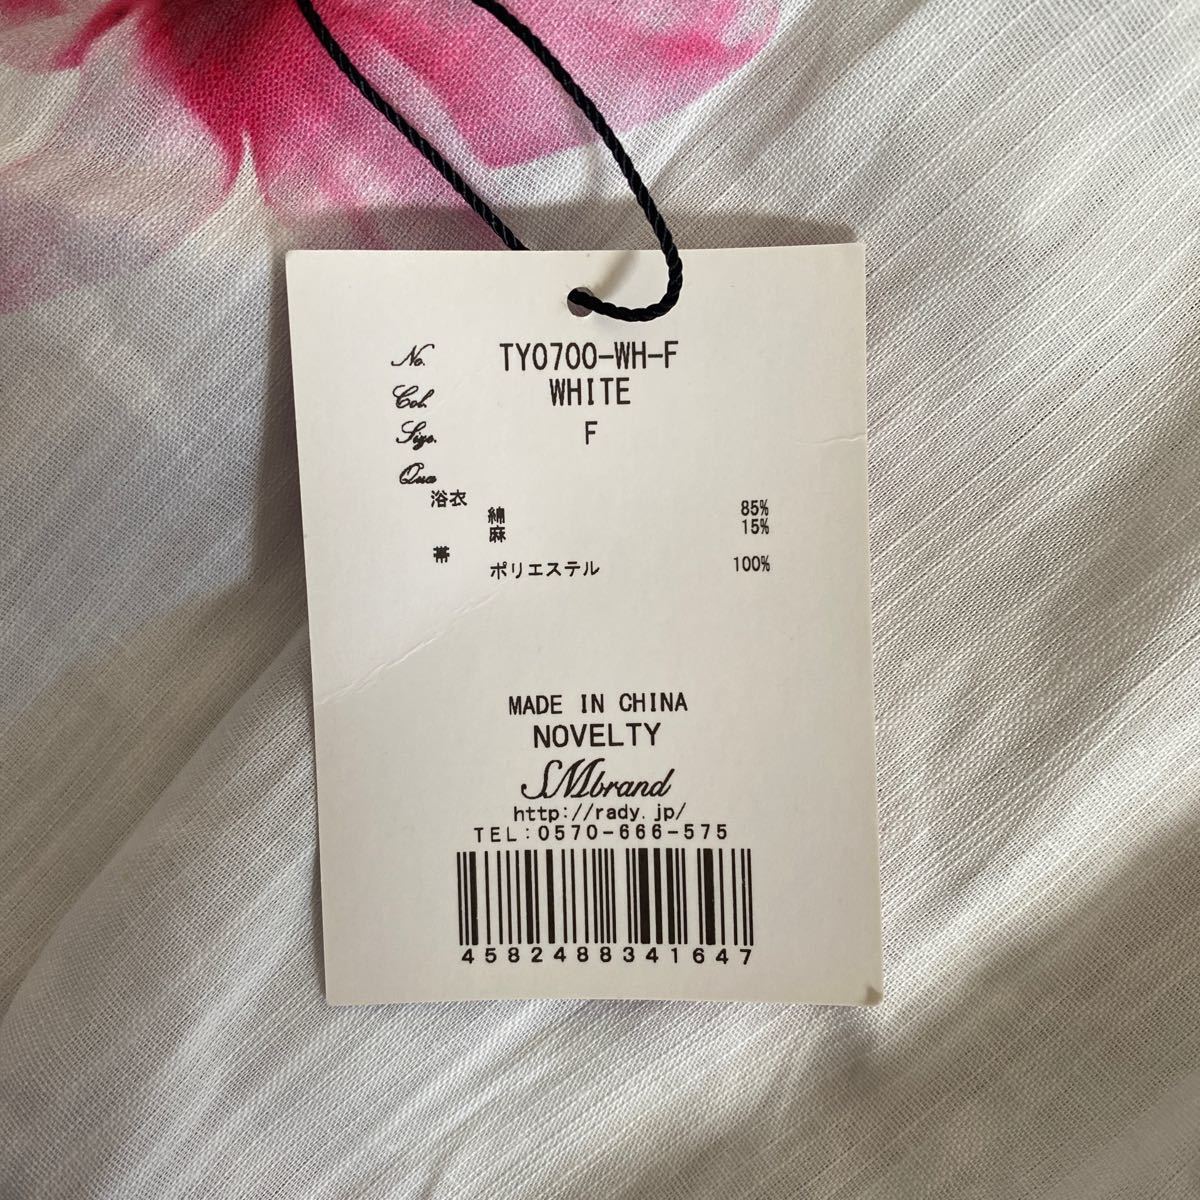 No. TY0700-WH-F
Col. WHITE
Size. F
Qua
浴衣
綿 85%
麻 15%
帯
ポリエステル 100%
MADE IN CHINA
NOVELTY
SMbrand
http://rady.jp/
TEL:0570-666-575
4582488341647